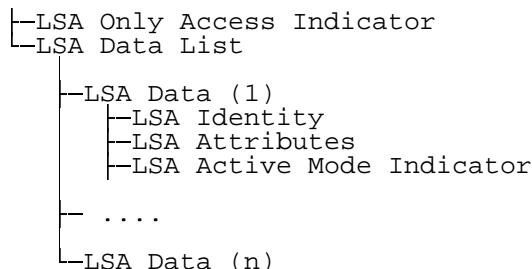 LSA Only Access Indicator
LSA Data List
LSA Data (1)
LSA Identity
LSA Attributes
LSA Active Mode Indicator
....
LSA Data (n)